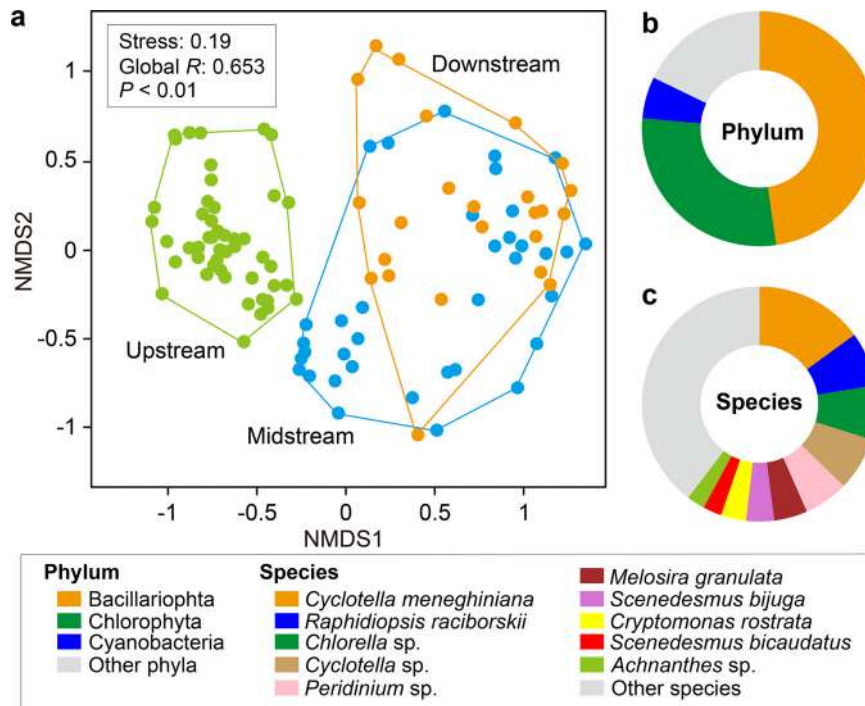 a
Stress: 0.19
Global R: 0.653
P < 0.01
Downstream
Upstream
Midstream
1
0.5
0
-0.5
-1
NMDS2
-1
-0.5
0
0.5
1
NMDS1
b
Phylum
c
Species
Phylum
Bacillariophta
Chlorophyta
Cyanobacteria
Other phyla
Species
Cyclotella meneghiniana
Raphidiopsis raciborskii
Chlorella sp.
Cyclotella sp.
Peridinium sp.
Melosira granulata
Scenedesmus bijuga
Cryptomonas rostrata
Scenedesmus bicaudatus
Achnanthes sp.
Other species